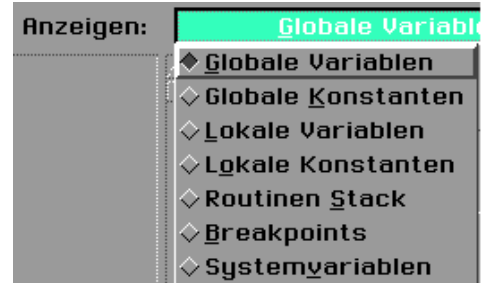 Anzeigen: Globale Variabl
Globale Variablen
Globale Konstanten
Lokale Variablen
Lokale Konstanten
Routinen Stack
Breakpoints
Systemvariablen